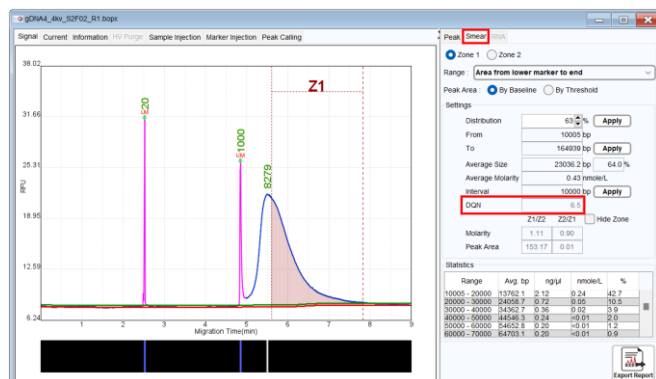 gDNA4_4kv_S2F02_R1.bopx
Signal Current Information HV Purge Sample Injection Marker Injection Peak Calling
38.02
31.66
25.31
18.95
12.59
6.24
RFU
20
LM
1000
UM
8279
Z1
1 2 3 4 5 6 7 8 9
Migration Time(min)
Peak Smear RNA
Zone 1 Zone 2
Range : Area from lower marker to end
Peak Area : By Baseline By Threshold
Settings
Distribution 63 % Apply
From 10005 bp
To 164939 bp Apply
Average Size 23036.2 bp 64.0 %
Average Molarity 0.43 nmole/L
Interval 10000 bp Apply
DQN 6.5
Z1/Z2 Z2/Z1 Hide Zone
Molarity 1.11 0.90
Peak Area 153.17 0.01
Statistics
Range Avg. bp ng/µl nmole/L %
10005 - 20000 13762.1 2.12 0.24 42.7
20000 - 30000 24058.7 0.72 0.05 10.5
30000 - 40000 34362.7 0.36 0.02 3.9
40000 - 50000 44546.3 0.24 <0.01 2.0
50000 - 60000 54652.8 0.20 <0.01 1.2
60000 - 70000 64703.1 0.20 <0.01 0.9
Export Report